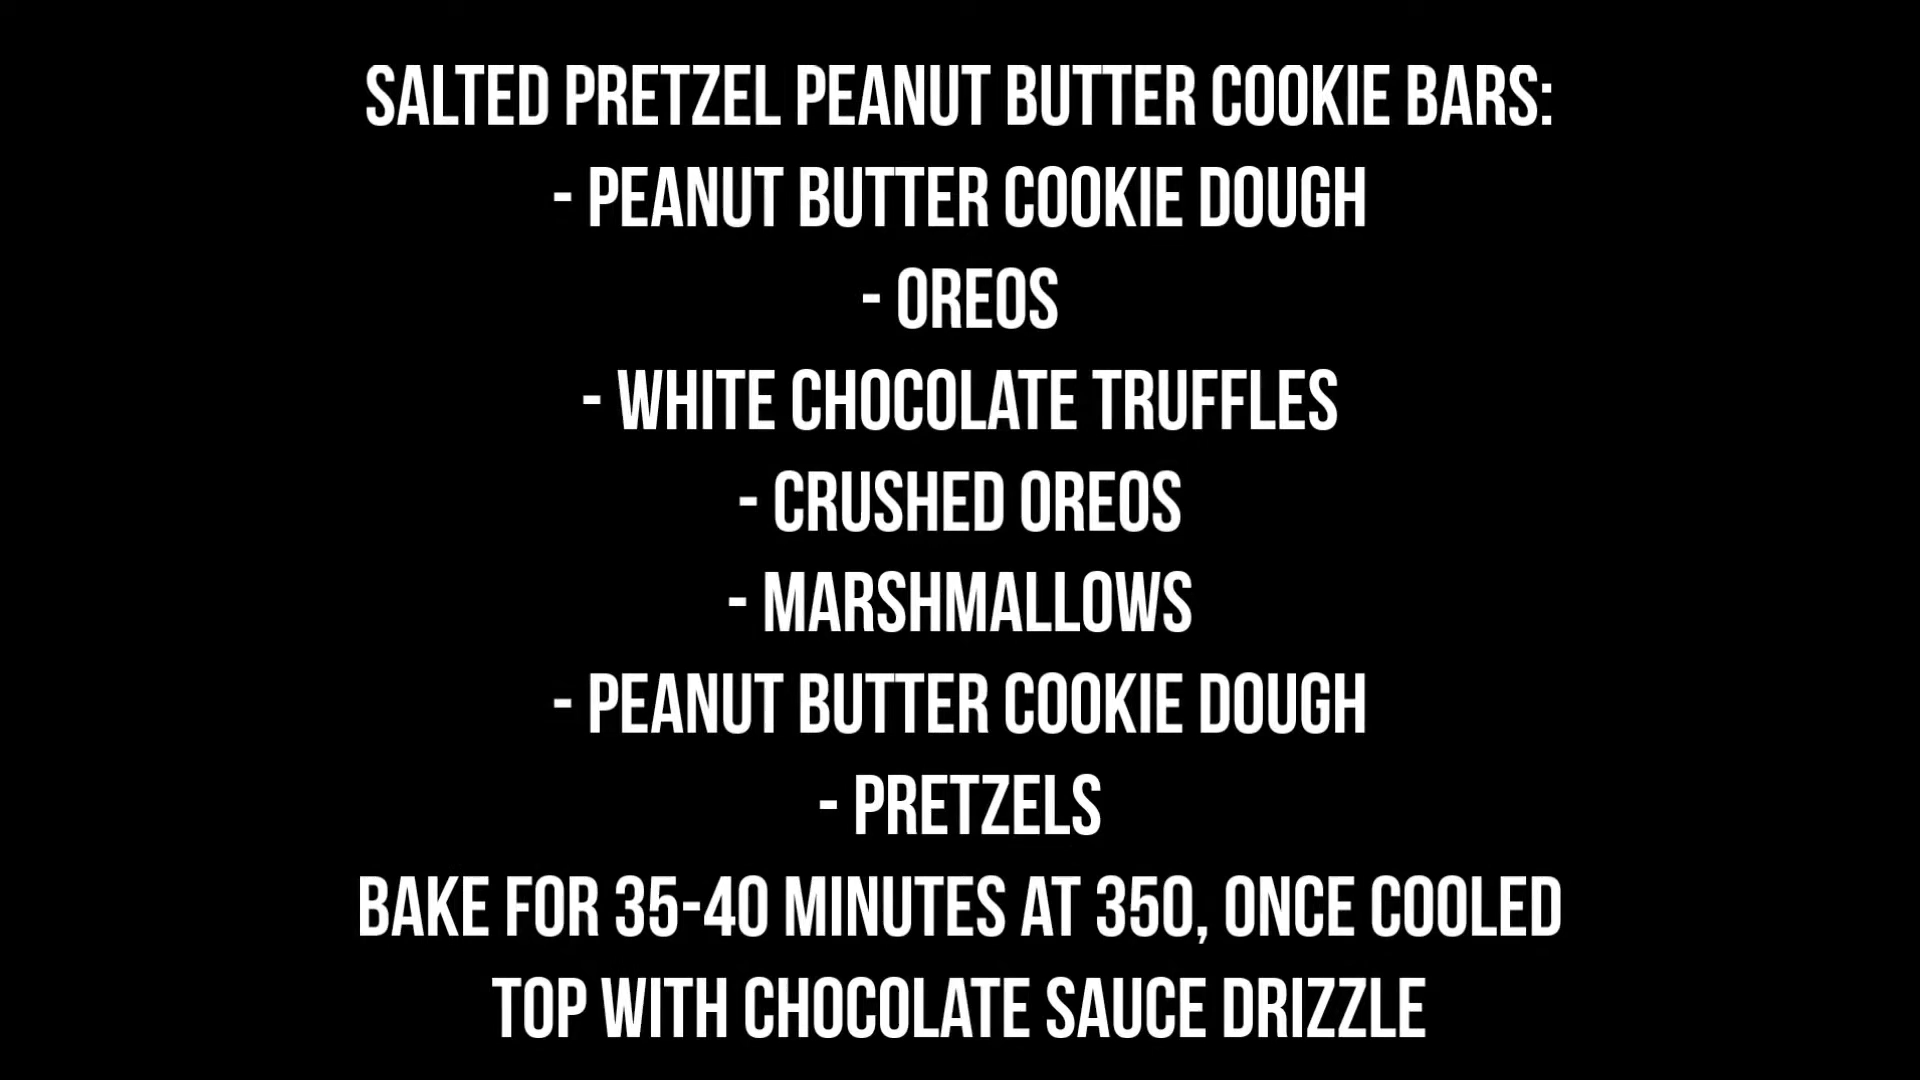 SALTED PRETZEL PEANUT BUTTER COOKIE BARS:
- PEANUT BUTTER COOKIE DOUGH
- OREOS
- WHITE CHOCOLATE TRUFFLES
- CRUSHED OREOS
- MARSHMALLOWS
- PEANUT BUTTER COOKIE DOUGH
- PRETZELS
BAKE FOR 35-40 MINUTES AT 350, ONCE COOLED
TOP WITH CHOCOLATE SAUCE DRIZZLE